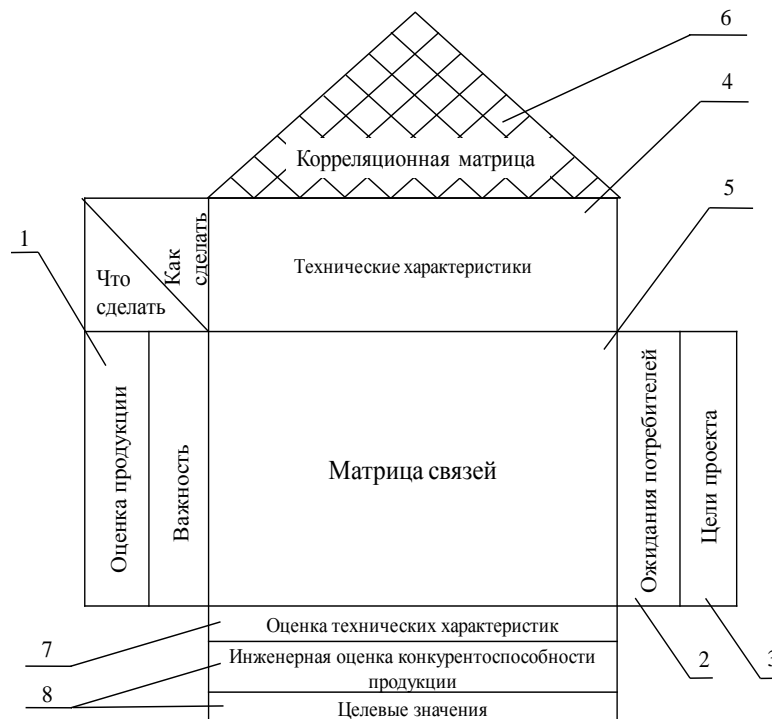 6
4
Корреляционная матрица
5
1
Что
сделать
Как
сделать
Технические характеристики
Оценка продукции
Важность
Матрица связей
Ожидания потребителей
Цели проекта
7
Оценка технических характеристик
Инженерная оценка конкурентоспособности
продукции
2
3
8
Целевые значения